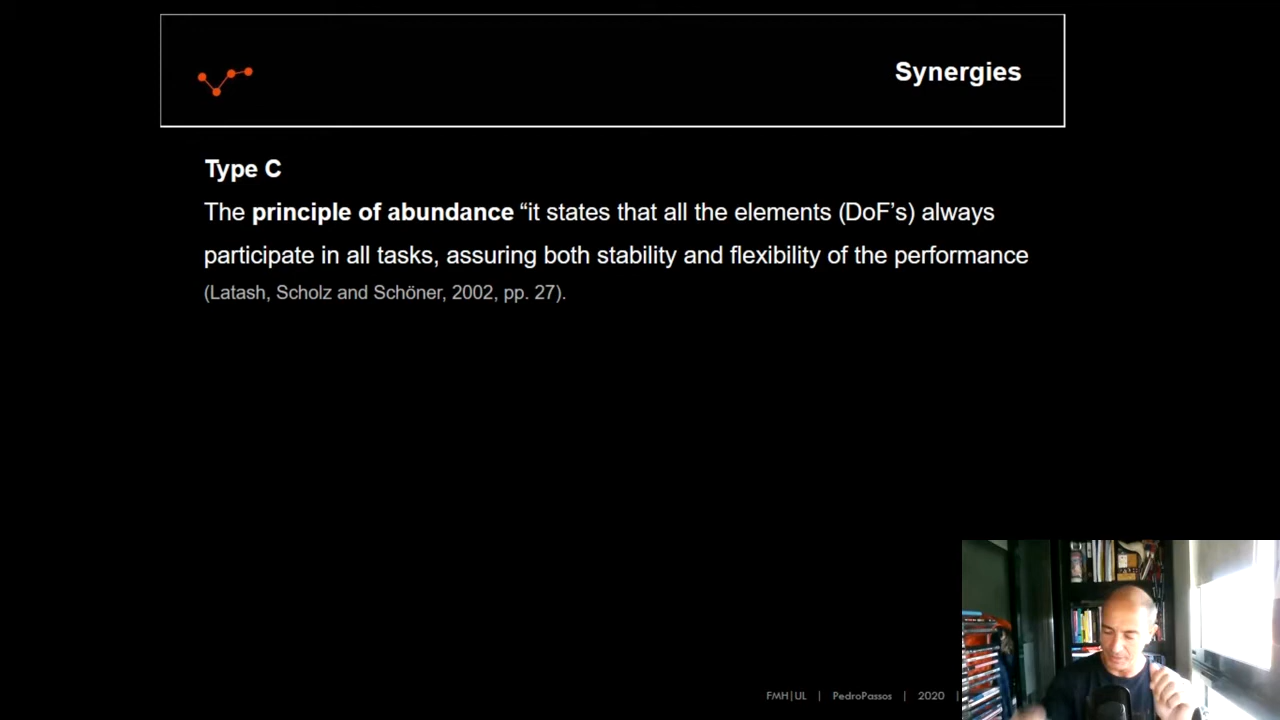 Synergies
Type C
The principle of abundance “it states that all the elements (DoF’s) always
participate in all tasks, assuring both stability and flexibility of the performance
(Latash, Scholz and Schöner, 2002, pp. 27).
FMH|UL | PedroPassos | 2020 |